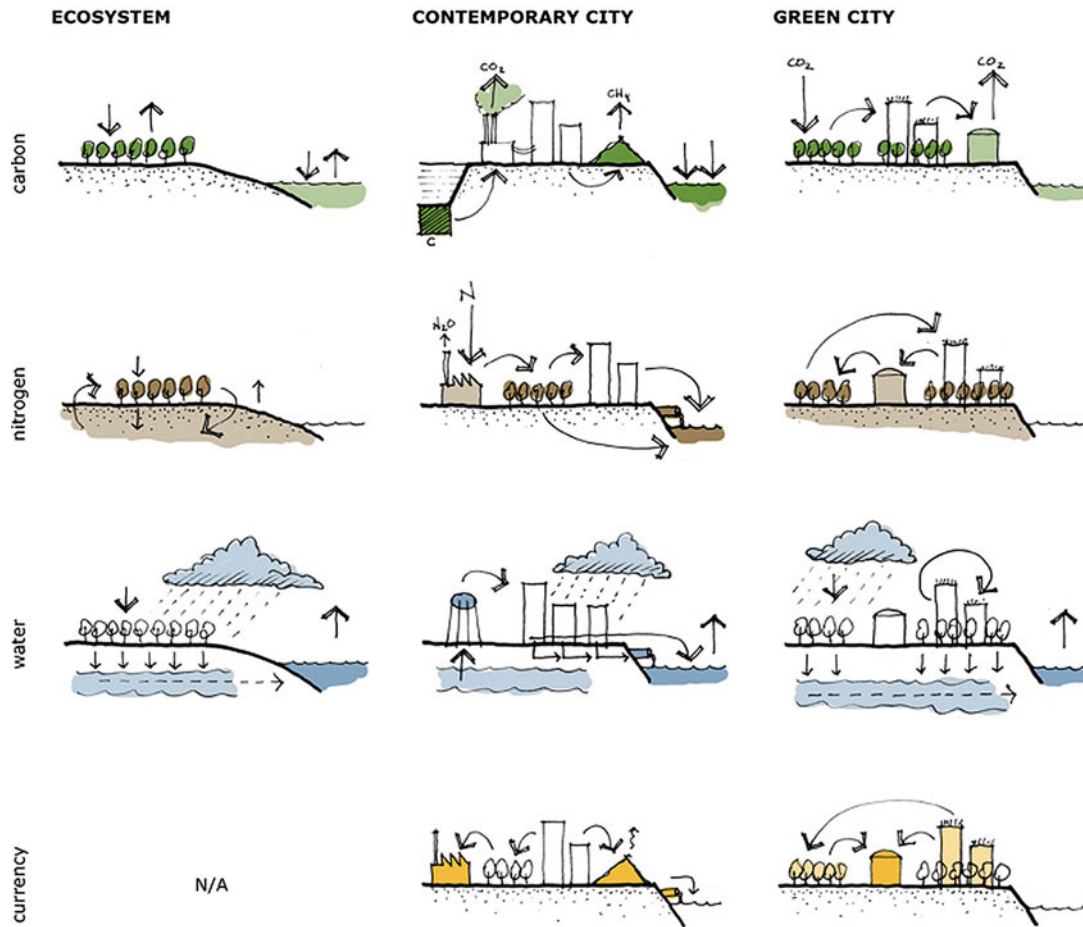 ECOSYSTEM CONTEMPORARY CITY GREEN CITY
carbon
CO₂
CH₄
C
CO₂
CO₂
nitrogen
N₂O
N
water
currency
N/A